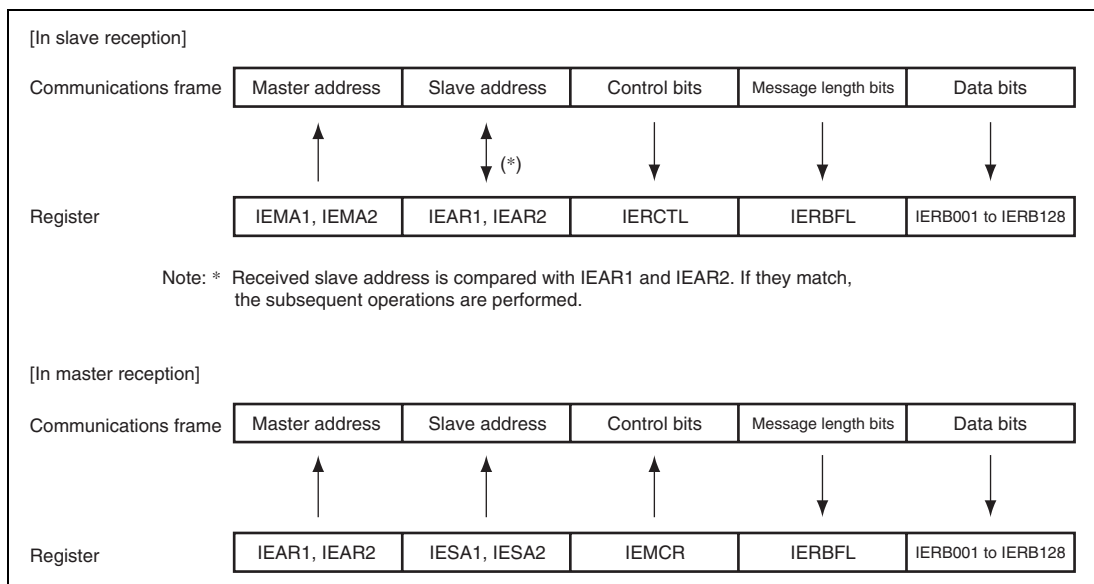 [In slave reception]
Communications frame Master address Slave address Control bits Message length bits Data bits
(*)
Register IEMA1, IEMA2 IEAR1, IEAR2 IERCTL IERBFL IERB001 to IERB128
Note: * Received slave address is compared with IEAR1 and IEAR2. If they match,
the subsequent operations are performed.
[In master reception]
Communications frame Master address Slave address Control bits Message length bits Data bits
Register IEAR1, IEAR2 IESA1, IESA2 IEMCR IERBFL IERB001 to IERB128